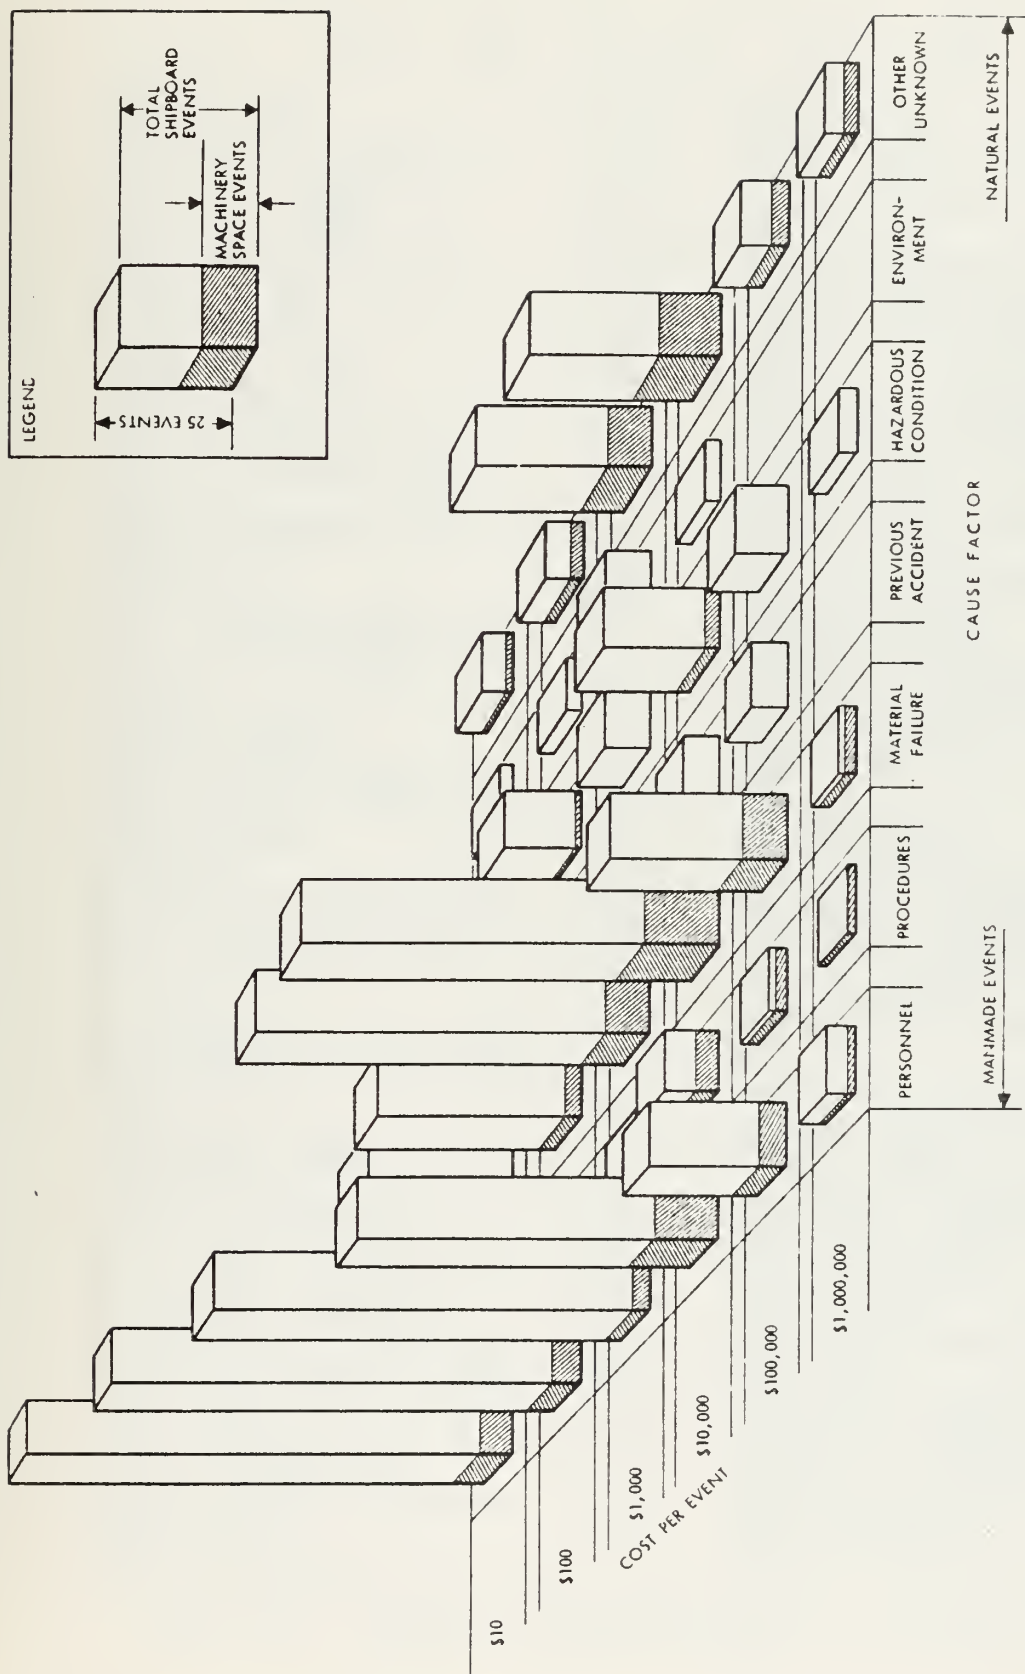 LEGEND
25 EVENTS
TOTAL
SHIPBOARD
EVENTS
MACHINERY
SPACE EVENTS
$10
$100
$1,000
$10,000
$100,000
$1,000,000
COST PER EVENT
PERSONNEL
PROCEDURES
MATERIAL
FAILURE
PREVIOUS
ACCIDENT
HAZARDOUS
CONDITION
ENVIRON-
MENT
OTHER
UNKNOWN
MANMADE EVENTS
NATURAL EVENTS
CAUSE FACTOR